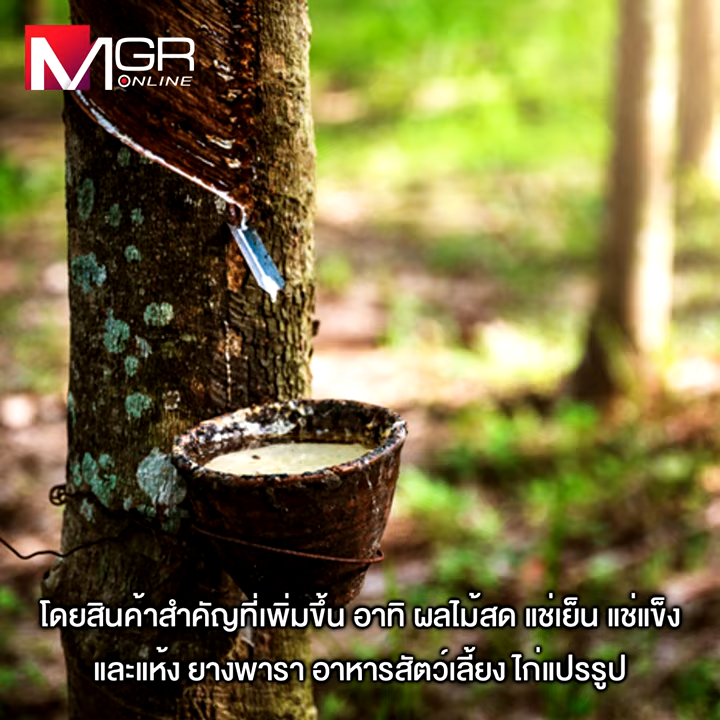 MGR
ONLINE
โดยสินค้าสำคัญที่เพิ่มขึ้น อาทิ ผลไม้สด แช่เย็น แช่แข็ง
และแห้ง ยางพารา อาหารสัตว์เลี้ยง ไก่แปรรูป